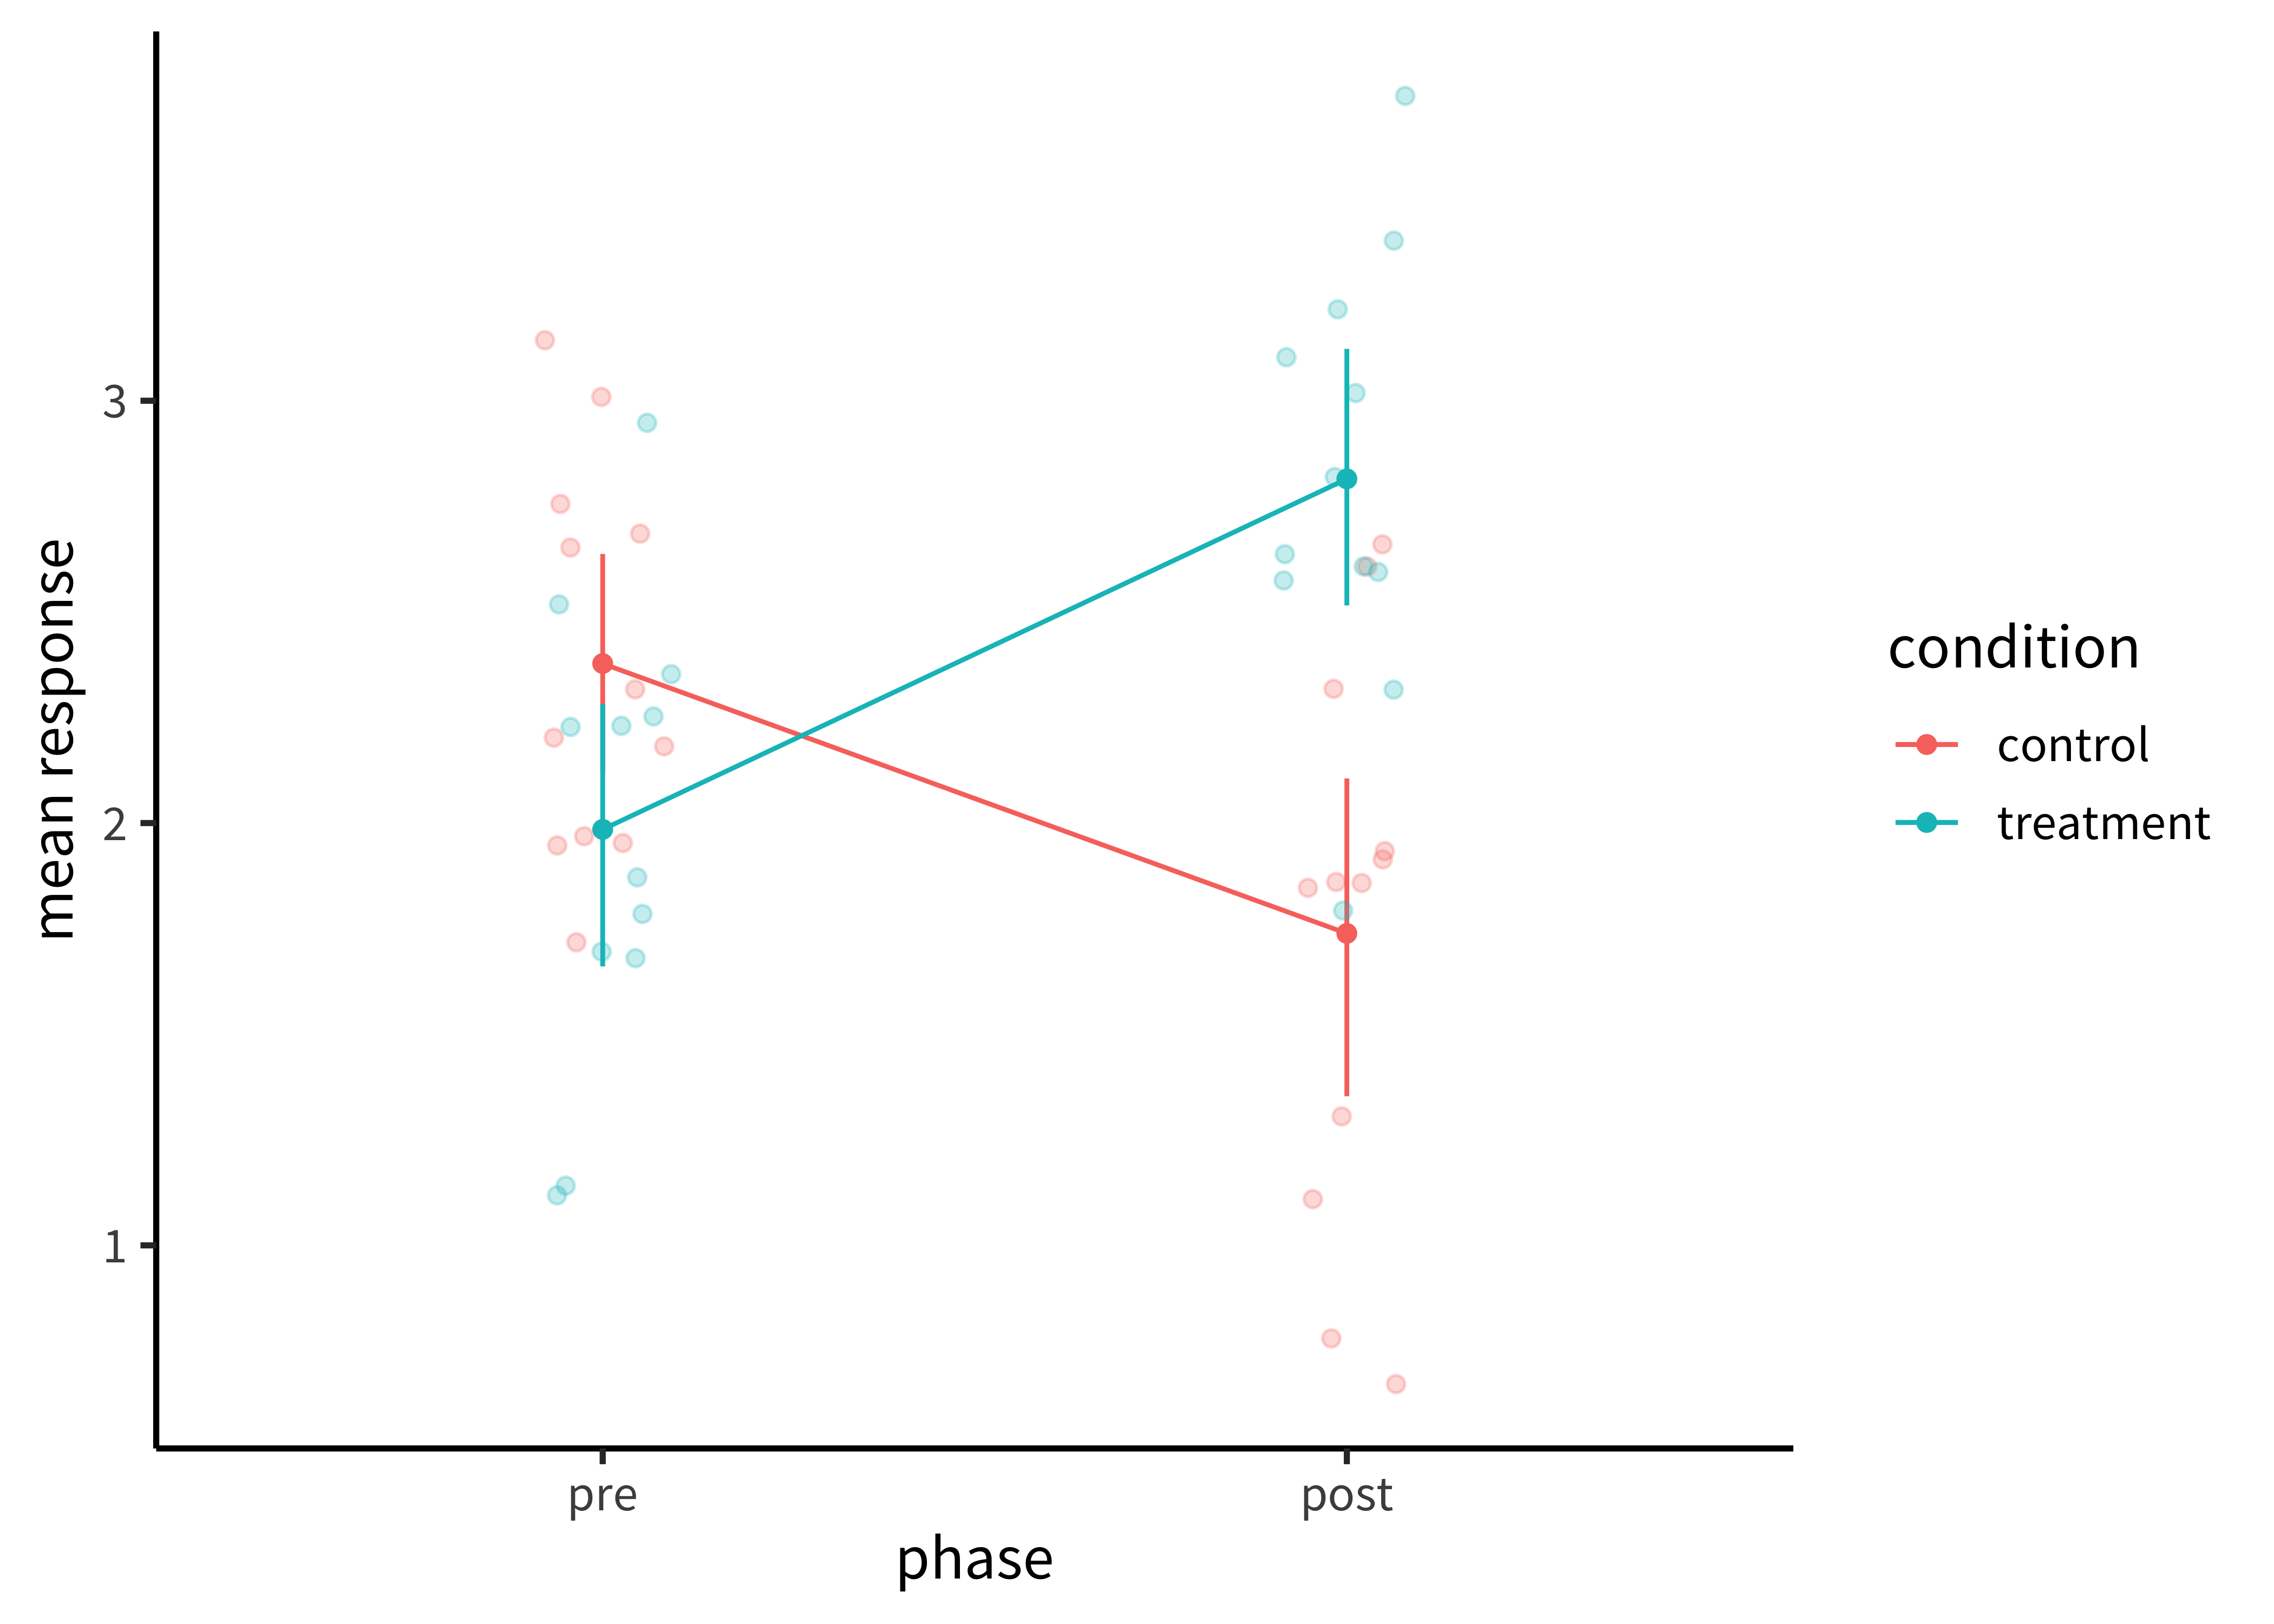 mean response
3
2
1
pre
post
phase
condition
control
treatment